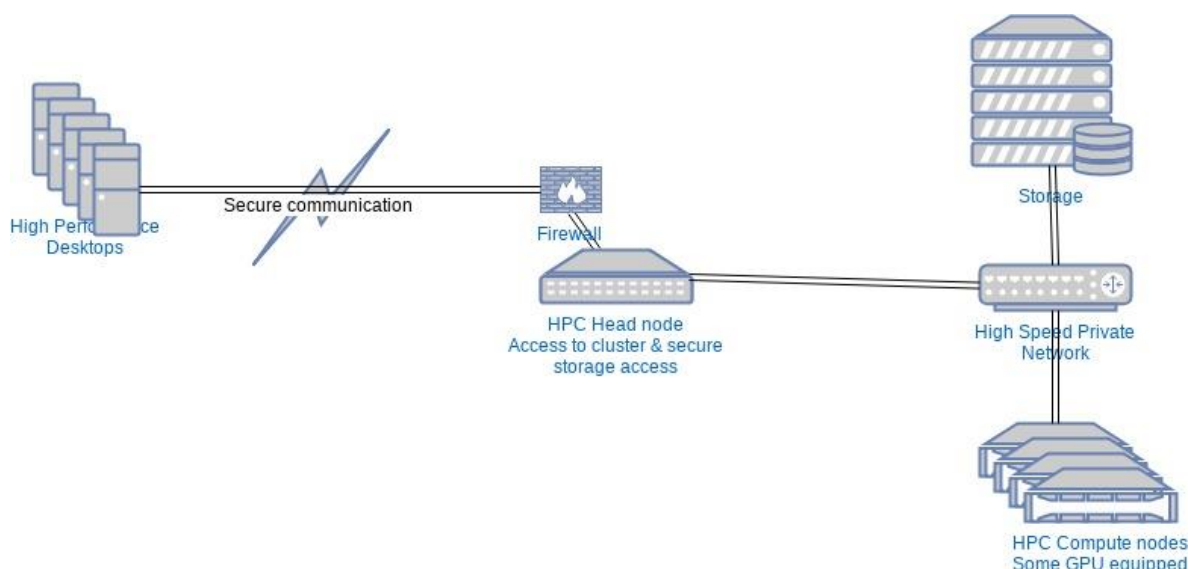 High Performance
Desktops
Secure communication
Firewall
HPC Head node
Access to cluster & secure
storage access
Storage
High Speed Private
Network
HPC Compute nodes
Some GPU equipped